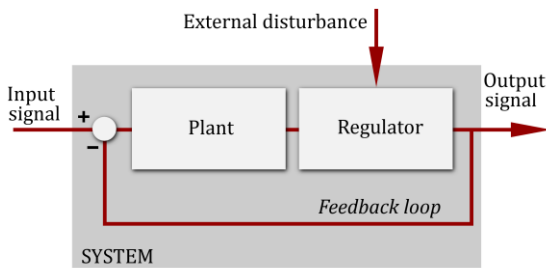 External disturbance
Input
signal
Output
signal
+
−
Plant
Regulator
Feedback loop
SYSTEM